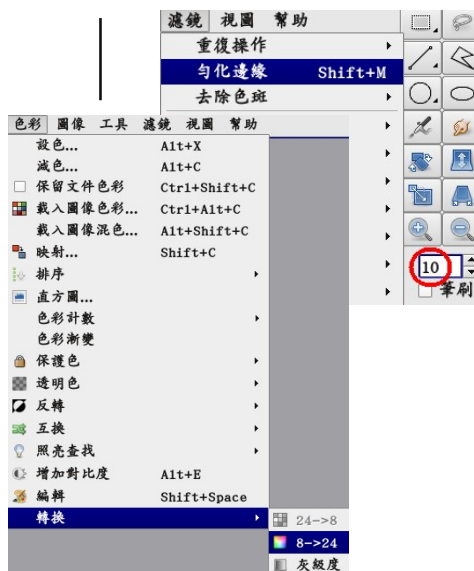 濾鏡 視圖 幫助
重復操作
勻化邊緣 Shift+M
去除色斑
10
筆刷
色彩 圖像 工具 濾鏡 視圖 幫助
設色... Alt+X
減色... Alt+C
保留文件色彩 Ctrl+Shift+C
載入圖像色彩... Ctrl+Alt+C
載入圖像混色... Alt+Shift+C
映射... Shift+C
排序
直方圖...
色彩計數
色彩漸變
保護色
透明色
反轉
互換
照亮查找
增加對比度 Alt+E
編輯 Shift+Space
轉换
24->8
8->24
灰級度